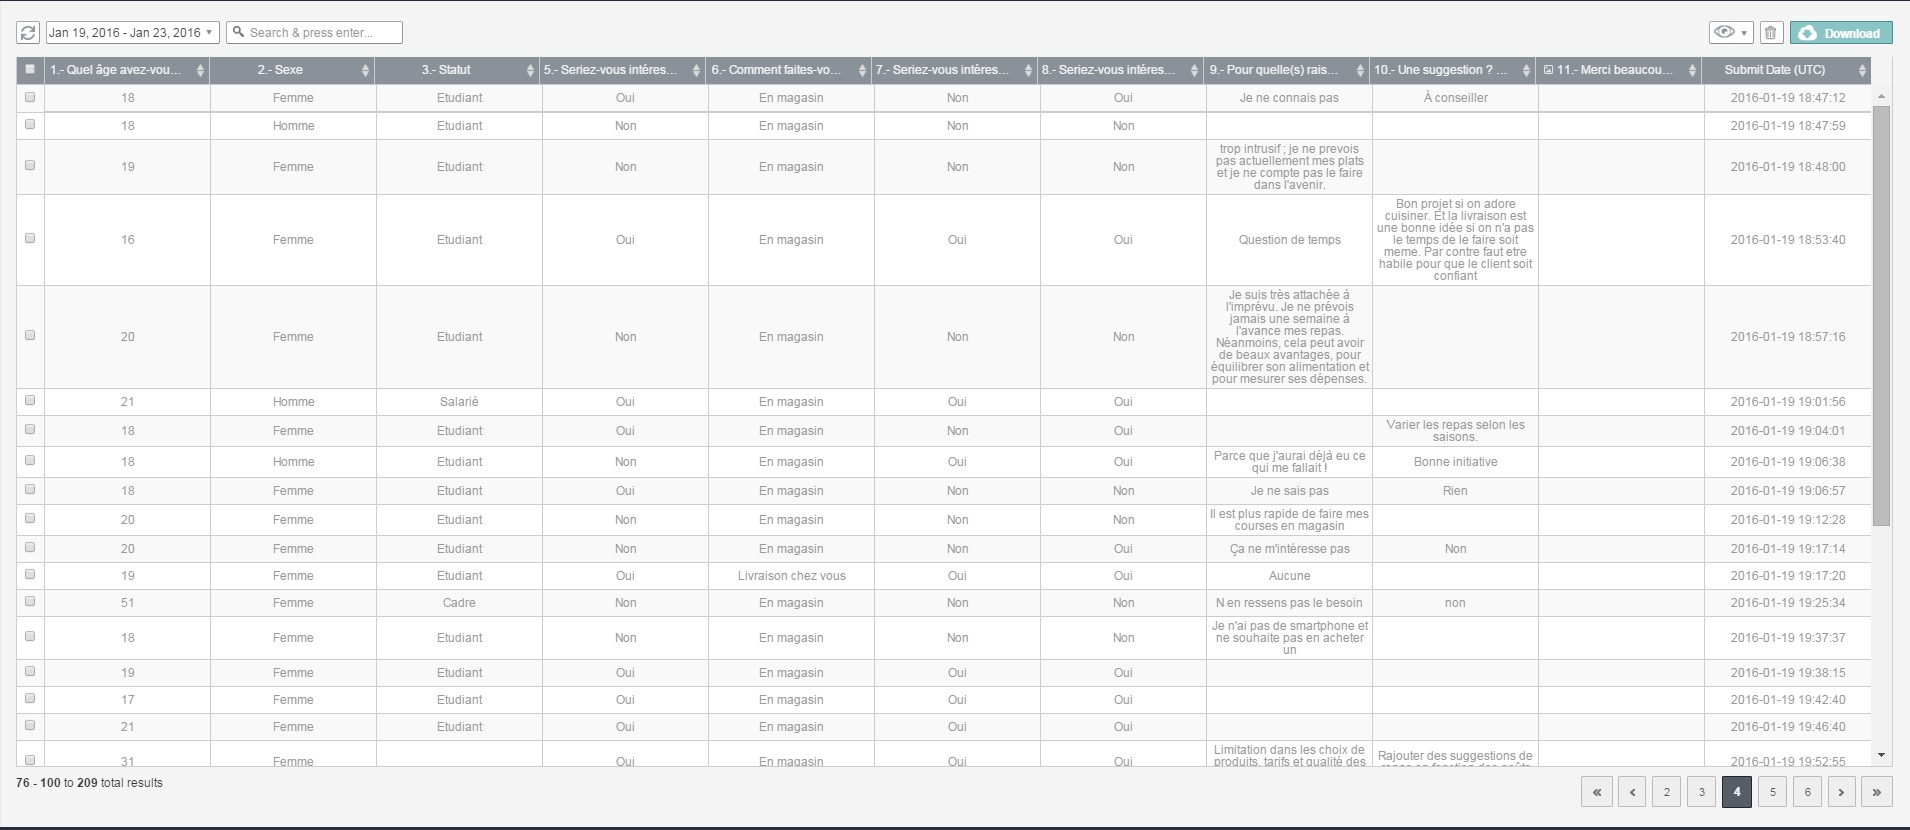 Jan 19, 2016 - Jan 23, 2016 Search & press enter... Download
1.- Quel âge avez-vou... 2.- Sexe 3.- Statut 5.- Seriez-vous intéres... 6.- Comment faites-vo... 7.- Seriez-vous intéres... 8.- Seriez-vous intéres... 9.- Pour quelle(s) rais... 10.- Une suggestion ? ... 11.- Merci beaucou... Submit Date (UTC)
18 Femme Etudiant Oui En magasin Non Oui Je ne connais pas À conseiller 2016-01-19 18:47:12
18 Homme Etudiant Non En magasin Non Non 2016-01-19 18:47:59
19 Femme Etudiant Non En magasin Non Non
trop intrusif ; je ne prevois
pas actuellement mes plats
et je ne compte pas le faire
dans l'avenir.
2016-01-19 18:48:00
16 Femme Etudiant Oui En magasin Oui Oui Question de temps
Bon projet si on adore
cuisiner. Et la livraison est
une bonne idée si on n'a pas
le temps de le faire soit
meme. Par contre faut etre
habile pour que le client soit
confiant
2016-01-19 18:53:40
20 Femme Etudiant Non En magasin Non Non
Je suis très attachée à
l'imprévu. Je ne prévois
jamais une semaine à
l'avance mes repas.
Néanmoins, cela peut avoir
de beaux avantages, pour
équilibrer son alimentation et
pour mesurer ses dépenses.
2016-01-19 18:57:16
21 Homme Salarié Oui En magasin Oui Oui 2016-01-19 19:01:56
18 Femme Etudiant Oui En magasin Non Oui
Varier les repas selon les
saisons.
2016-01-19 19:04:01
18 Homme Etudiant Non En magasin Oui Oui
Parce que j'aurai déjà eu ce
qui me fallait !
Bonne initiative 2016-01-19 19:06:38
18 Femme Etudiant Oui En magasin Non Non Je ne sais pas Rien 2016-01-19 19:06:57
20 Femme Etudiant Non En magasin Non Non
Il est plus rapide de faire mes
courses en magasin
2016-01-19 19:12:28
20 Femme Etudiant Non En magasin Non Oui Ça ne m'intéresse pas Non 2016-01-19 19:17:14
19 Femme Etudiant Oui Livraison chez vous Oui Oui Aucune 2016-01-19 19:17:20
51 Femme Cadre Non En magasin Non Non N en ressens pas le besoin non 2016-01-19 19:25:34
18 Femme Etudiant Non En magasin Non Non
Je n'ai pas de smartphone et
ne souhaite pas en acheter
un
2016-01-19 19:37:37
19 Femme Etudiant Oui En magasin Oui Oui 2016-01-19 19:38:15
17 Femme Etudiant Oui En magasin Oui Oui 2016-01-19 19:42:40
21 Femme Etudiant Oui En magasin Oui Oui 2016-01-19 19:46:40
31 Femme Oui En magasin Oui Oui
Limitation dans les choix de
produits, tarifs et qualité des
Rajouter des suggestions de
2016-01-19 19:52:55
76 - 100 to 209 total results
« ‹ 2 3 4 5 6 › »